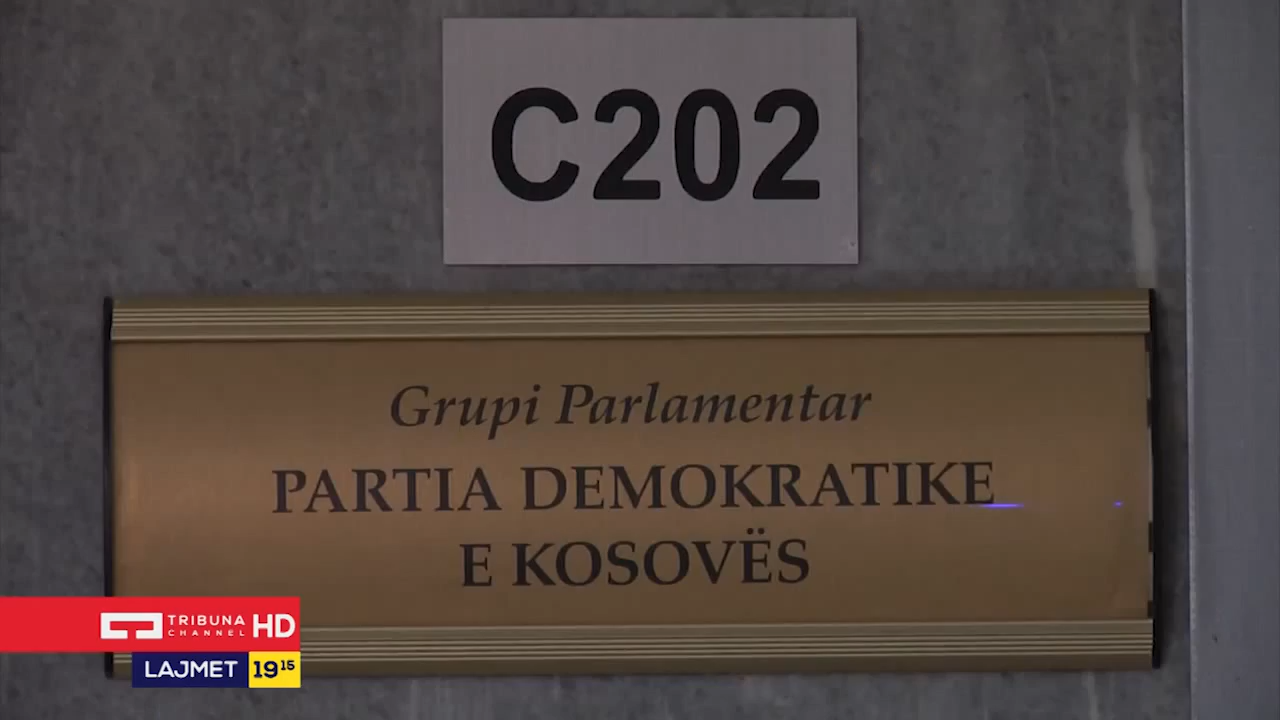 C202
Grupi Parlamentar
PARTIA DEMOKRATIKE
E KOSOVËS
TRIBUNA
CHANNEL
HD
LAJMET 19 15